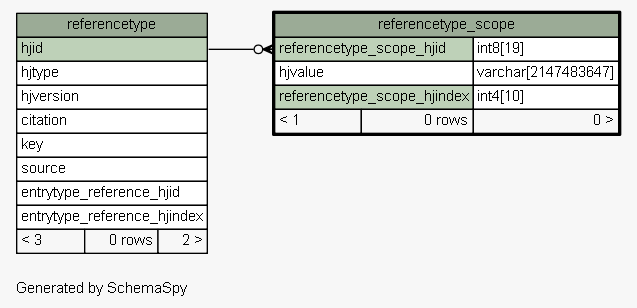 referencetype
hjid
hjtype
hjversion
citation
key
source
entrytype_reference_hjid
entrytype_reference_hjindex
< 3 0 rows 2 >
referencetype_scope
referencetype_scope_hjid int8[19]
hjvalue varchar[2147483647]
referencetype_scope_hjindex int4[10]
< 1 0 rows 0 >
Generated by SchemaSpy